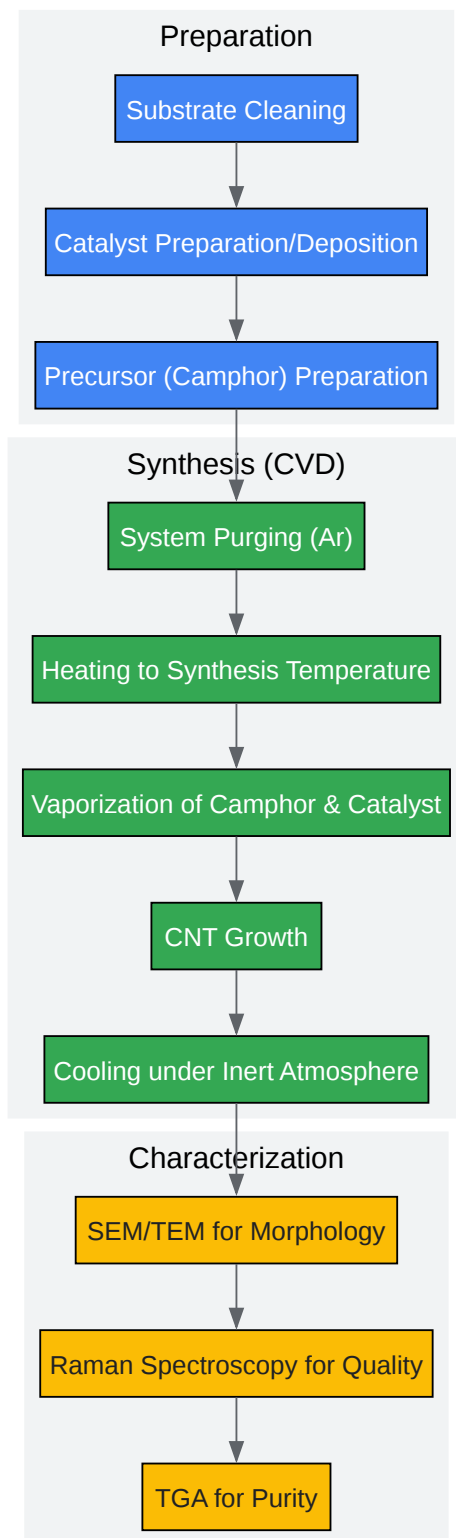 Preparation
Substrate Cleaning
Catalyst Preparation/Deposition
Precursor (Camphor) Preparation
Synthesis (CVD)
System Purging (Ar)
Heating to Synthesis Temperature
Vaporization of Camphor & Catalyst
CNT Growth
Cooling under Inert Atmosphere
Characterization
SEM/TEM for Morphology
Raman Spectroscopy for Quality
TGA for Purity